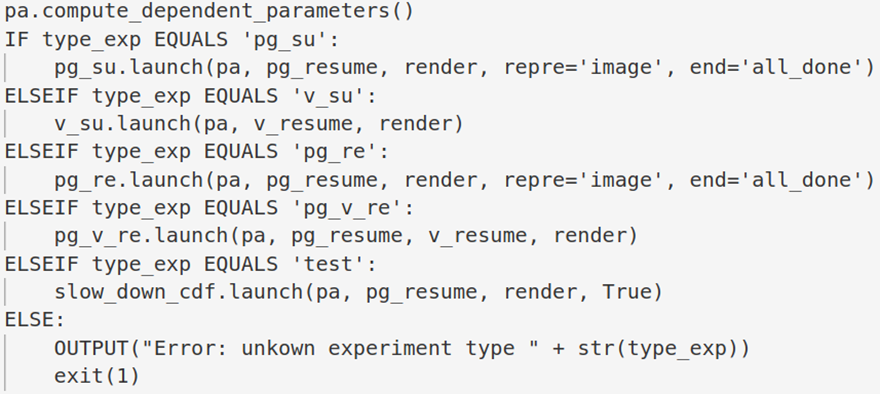 pa.compute_dependent_parameters()
IF type_exp EQUALS 'pg_su':
    pg_su.launch(pa, pg_resume, render, repre='image', end='all_done')
ELSEIF type_exp EQUALS 'v_su':
    v_su.launch(pa, v_resume, render)
ELSEIF type_exp EQUALS 'pg_re':
    pg_re.launch(pa, pg_resume, render, repre='image', end='all_done')
ELSEIF type_exp EQUALS 'pg_v_re':
    pg_v_re.launch(pa, pg_resume, v_resume, render)
ELSEIF type_exp EQUALS 'test':
    slow_down_cdf.launch(pa, pg_resume, render, True)
ELSE:
    OUTPUT("Error: unkown experiment type " + str(type_exp))
    exit(1)